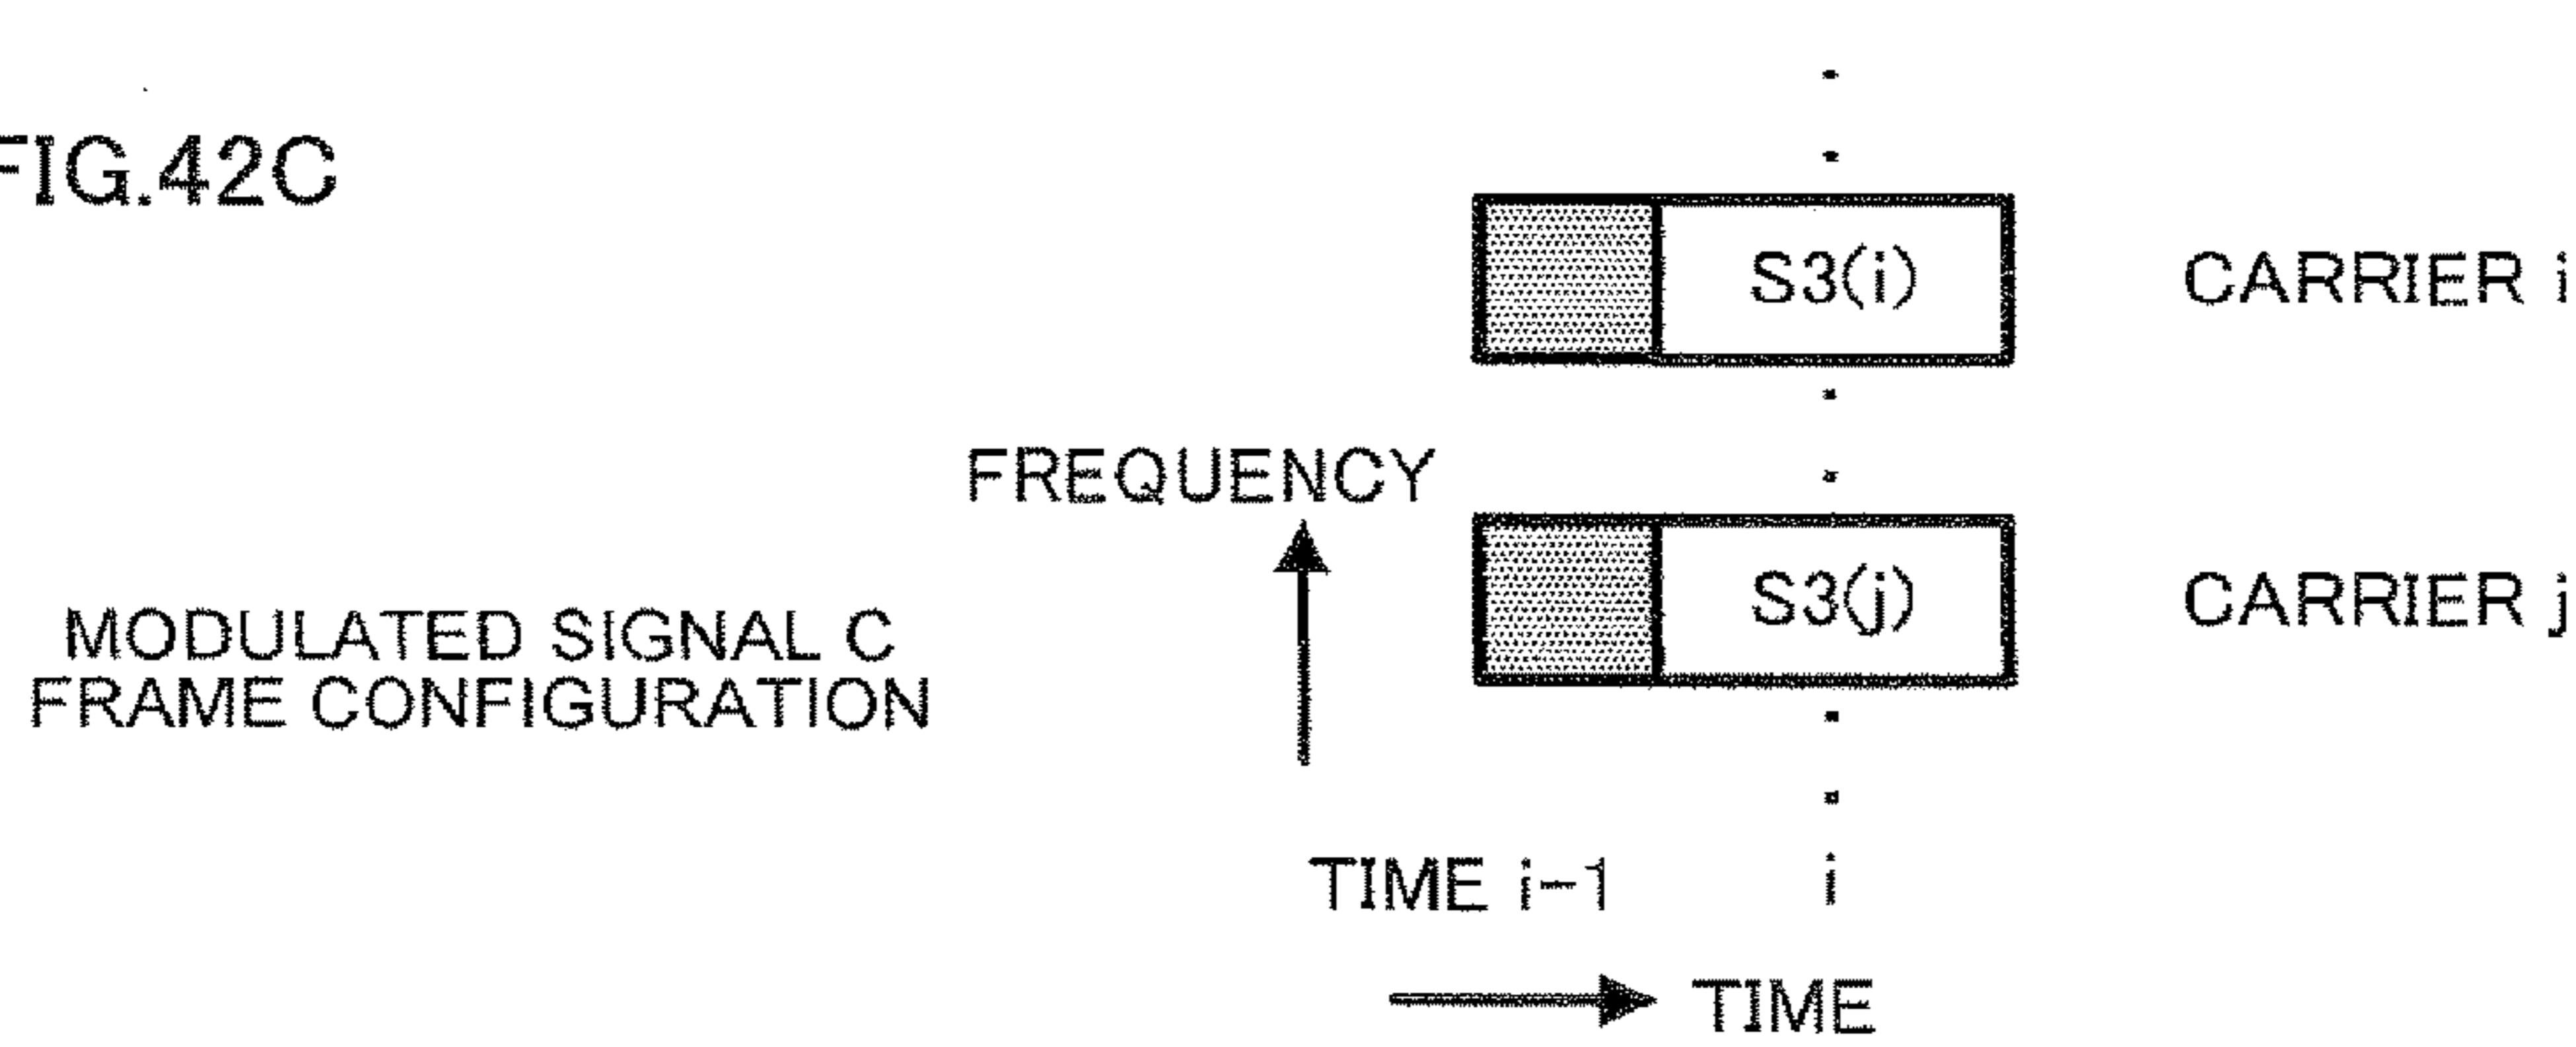 FIG.42C
S3(i) CARRIER i
FREQUENCY
S3(j) CARRIER j
MODULATED SIGNAL C
FRAME CONFIGURATION
TIME i-1 i
TIME